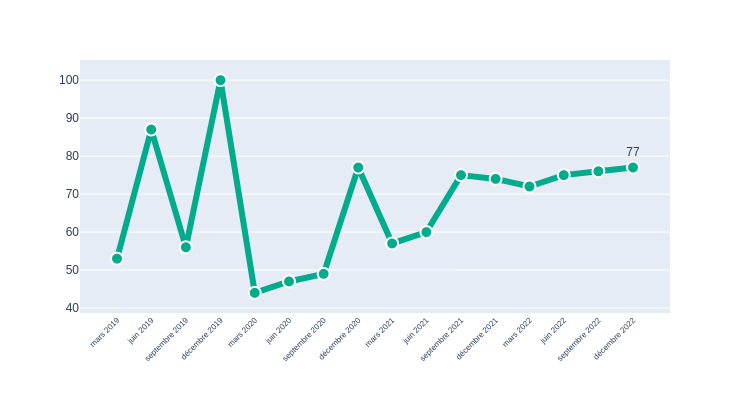 100
90
80
70
60
50
40
77
mars 2019
juin 2019
septembre 2019
décembre 2019
mars 2020
juin 2020
septembre 2020
décembre 2020
mars 2021
juin 2021
septembre 2021
décembre 2021
mars 2022
juin 2022
septembre 2022
décembre 2022